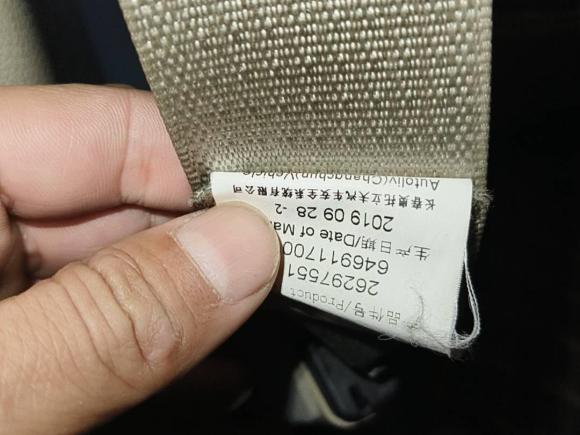 品件号/Product
26297551
646911700
生产日期/Date of Ma
2019 09 28 -2
长春奥托立夫汽车安全系统有限公司
Autoliv(Changchun)Vehicle